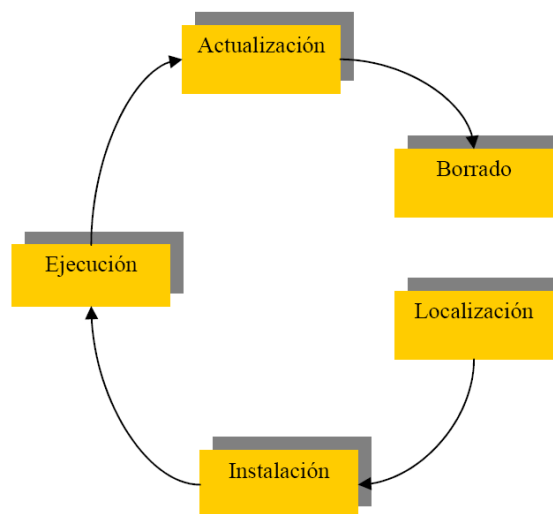 Actualización
Borrado
Ejecución
Localización
Instalación